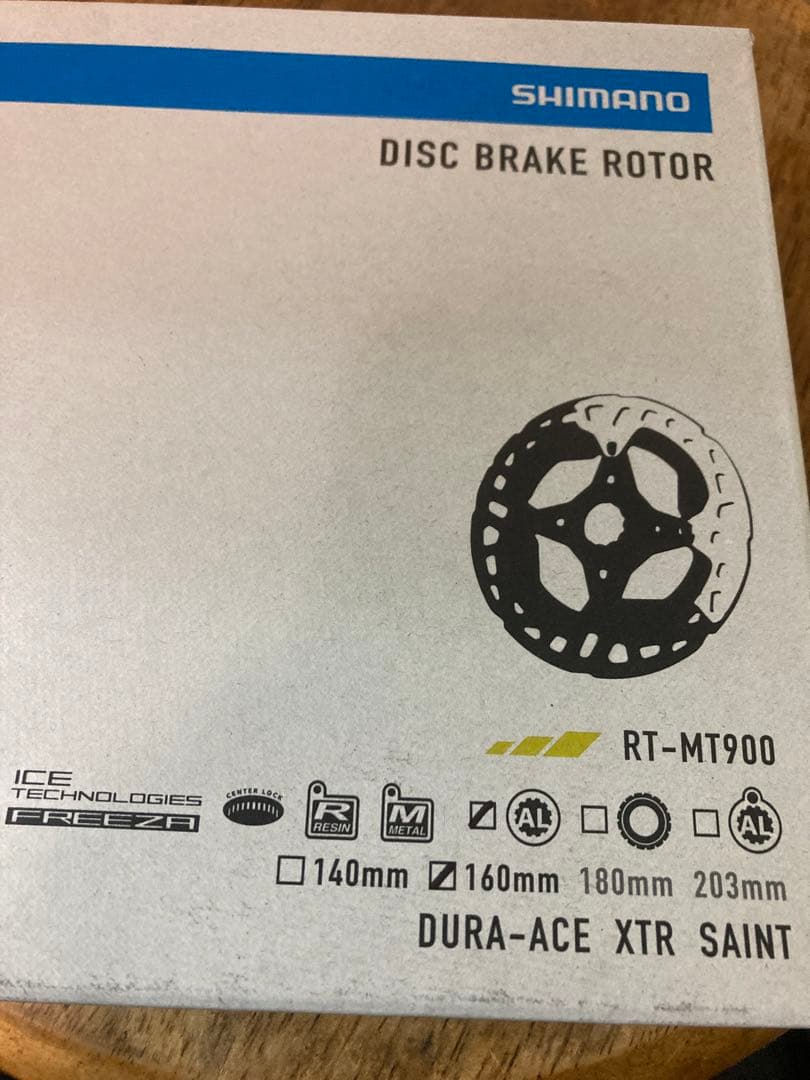 SHIMANO
DISC BRAKE ROTOR
RT-MT900
ICE
TECHNOLOGIES
FREEZA
CENTER LOCK
R
RESIN
M
METAL
AL
AL
140mm 160mm 180mm 203mm
DURA-ACE XTR SAINT